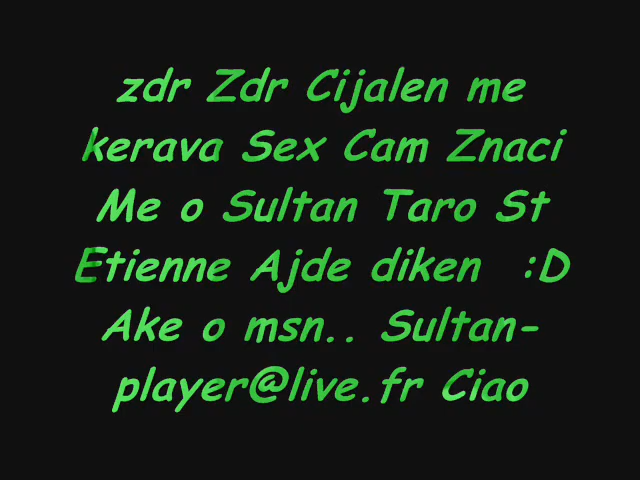 zdr Zdr Cijalen me
kerava Sex Cam Znaci
Me o Sultan Taro St
Etienne Ajde diken :D
Ake o msn.. Sultan-
player@live.fr Ciao